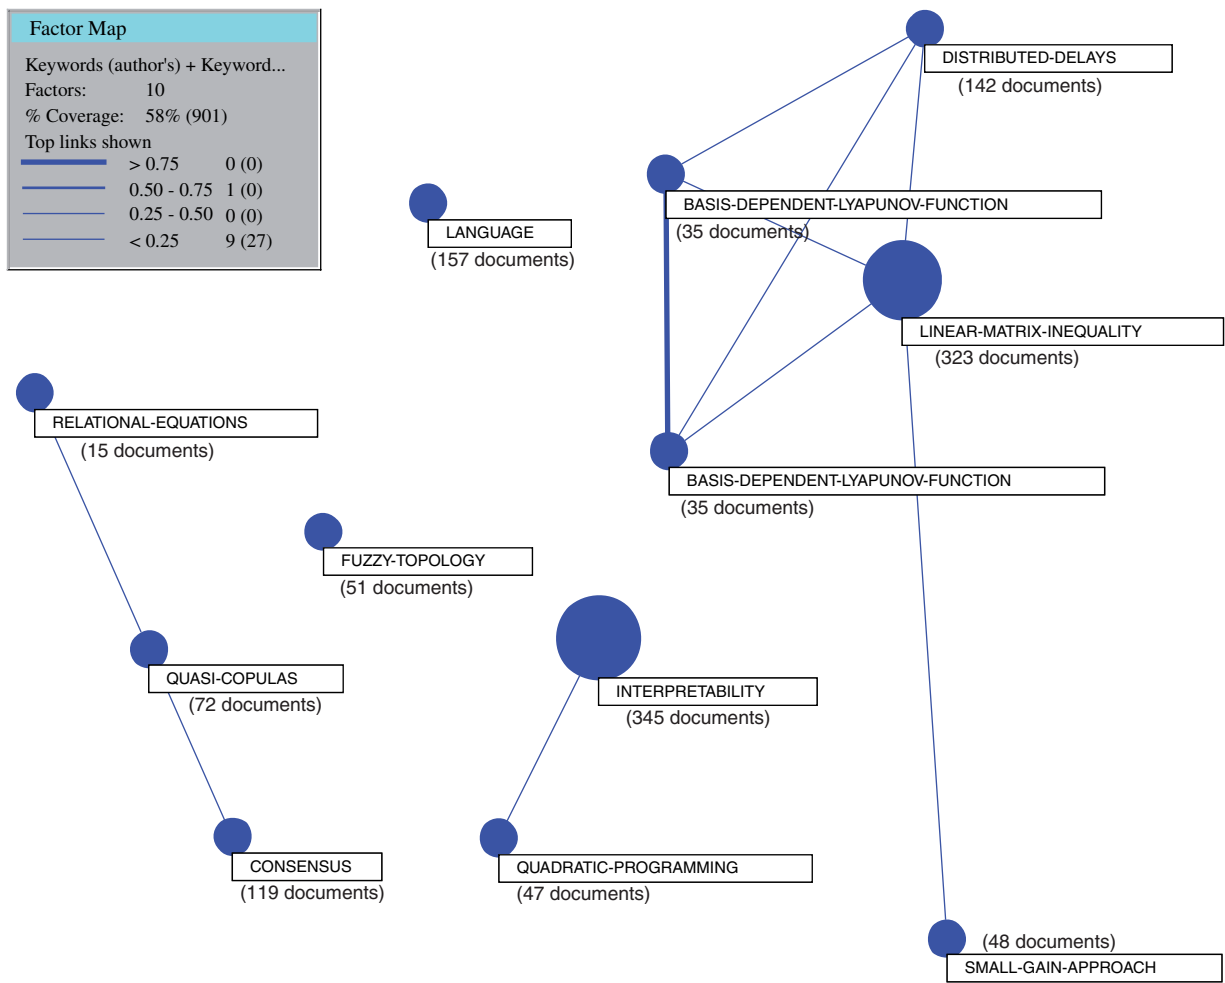 Factor Map
Keywords (author's) + Keyword...
Factors: 10
% Coverage: 58% (901)
Top links shown
> 0.75 0 (0)
0.50 - 0.75 1 (0)
0.25 - 0.50 0 (0)
< 0.25 9 (27)
DISTRIBUTED-DELAYS
(142 documents)
BASIS-DEPENDENT-LYAPUNOV-FUNCTION
(35 documents)
LANGUAGE
(157 documents)
LINEAR-MATRIX-INEQUALITY
(323 documents)
RELATIONAL-EQUATIONS
(15 documents)
BASIS-DEPENDENT-LYAPUNOV-FUNCTION
(35 documents)
FUZZY-TOPOLOGY
(51 documents)
QUASI-COPULAS
(72 documents)
INTERPRETABILITY
(345 documents)
CONSENSUS
(119 documents)
QUADRATIC-PROGRAMMING
(47 documents)
(48 documents)
SMALL-GAIN-APPROACH